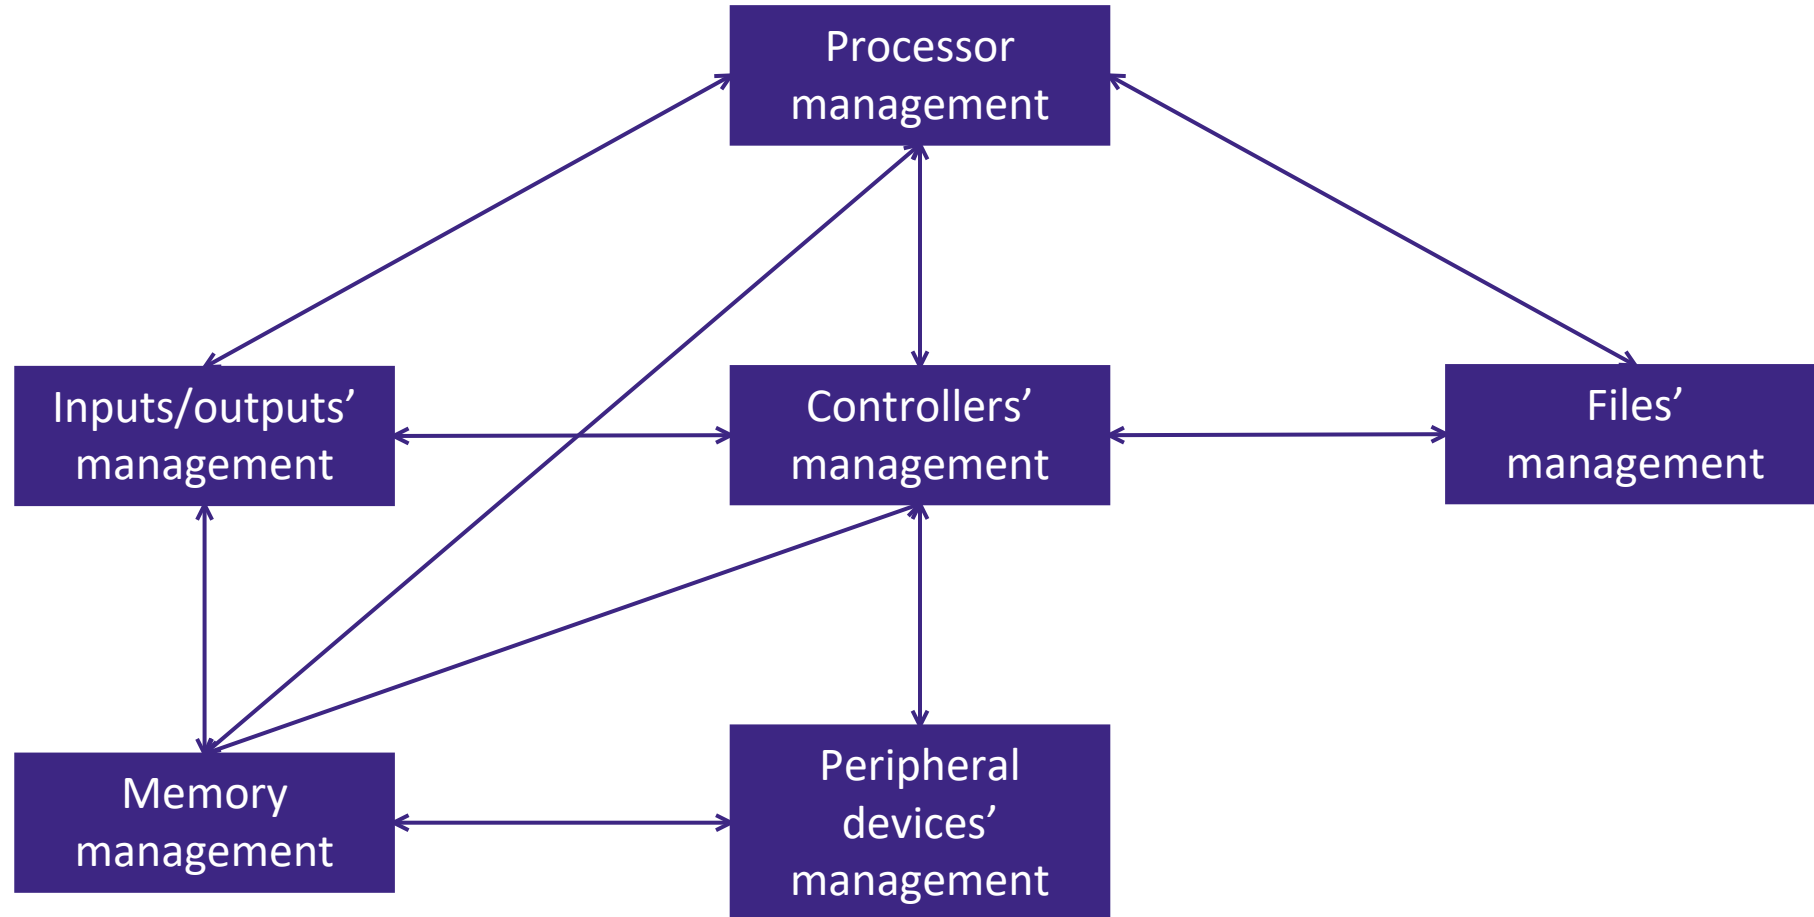 Processor
management
Inputs/outputs’
management
Controllers’
management
Files’
management
Memory
management
Peripheral
devices’
management